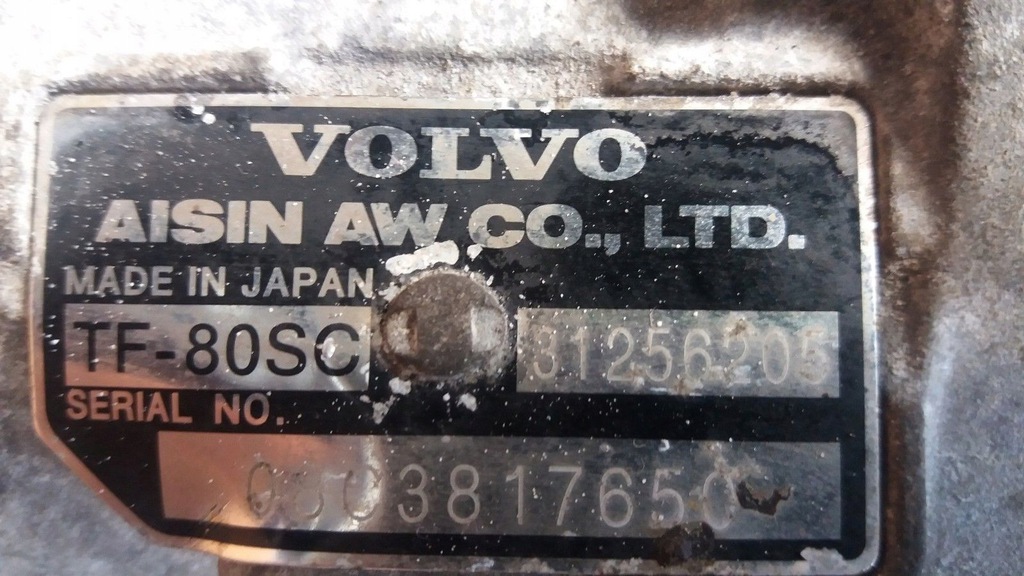 VOLVO
AISIN AW CO., LTD.
MADE IN JAPAN
TF-80SC 31256205
SERIAL NO.